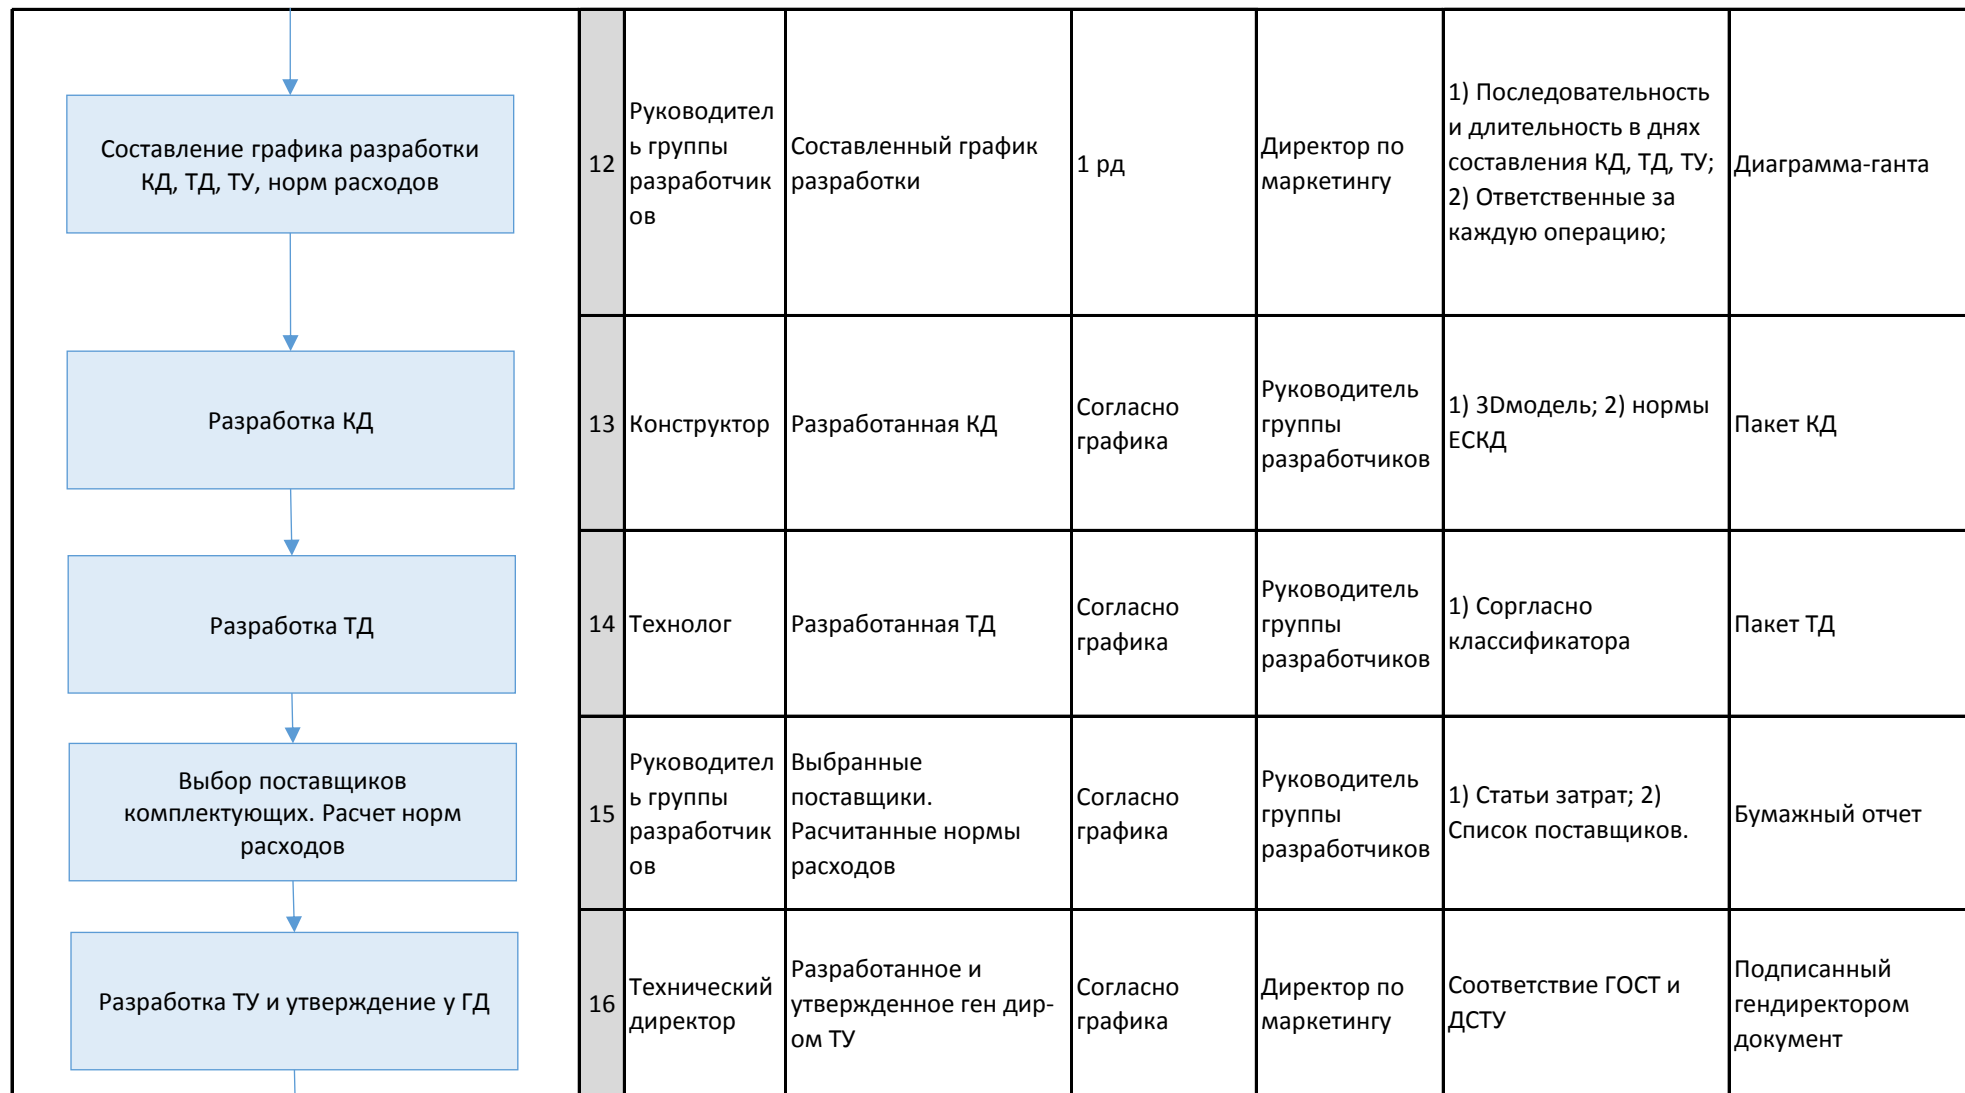 Составление графика разработки
КД, ТД, ТУ, норм расходов
12
Руководител
ь группы
разработчик
ов
Составленный график
разработки
1 рд
Директор по
маркетингу
1) Последовательность
и длительность в днях
составления КД, ТД, ТУ;
2) Ответственные за
каждую операцию;
Диаграмма-ганта
Разработка КД
13
Конструктор
Разработанная КД
Согласно
графика
Руководитель
группы
разработчиков
1) 3Dмодель; 2) нормы
ЕСКД
Пакет КД
Разработка ТД
14
Технолог
Разработанная ТД
Согласно
графика
Руководитель
группы
разработчиков
1) Соргласно
классификатора
Пакет ТД
Выбор поставщиков
комплектующих. Расчет норм
расходов
15
Руководител
ь группы
разработчик
ов
Выбранные
поставщики.
Расчитанные нормы
расходов
Согласно
графика
Руководитель
группы
разработчиков
1) Статьи затрат; 2)
Список поставщиков.
Бумажный отчет
Разработка ТУ и утверждение у ГД
16
Технический
директор
Разработанное и
утвержденное ген дир-
ом ТУ
Согласно
графика
Директор по
маркетингу
Соответствие ГОСТ и
ДСТУ
Подписанный
гендиректором
документ